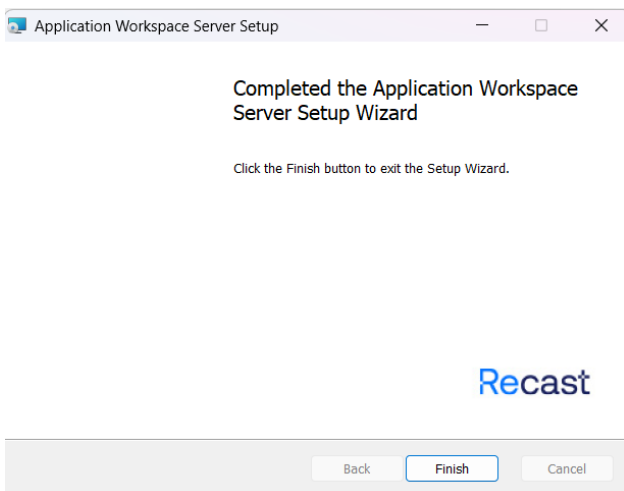 Application Workspace Server Setup
Completed the Application Workspace
Server Setup Wizard
Click the Finish button to exit the Setup Wizard.
Recast
Back Finish Cancel